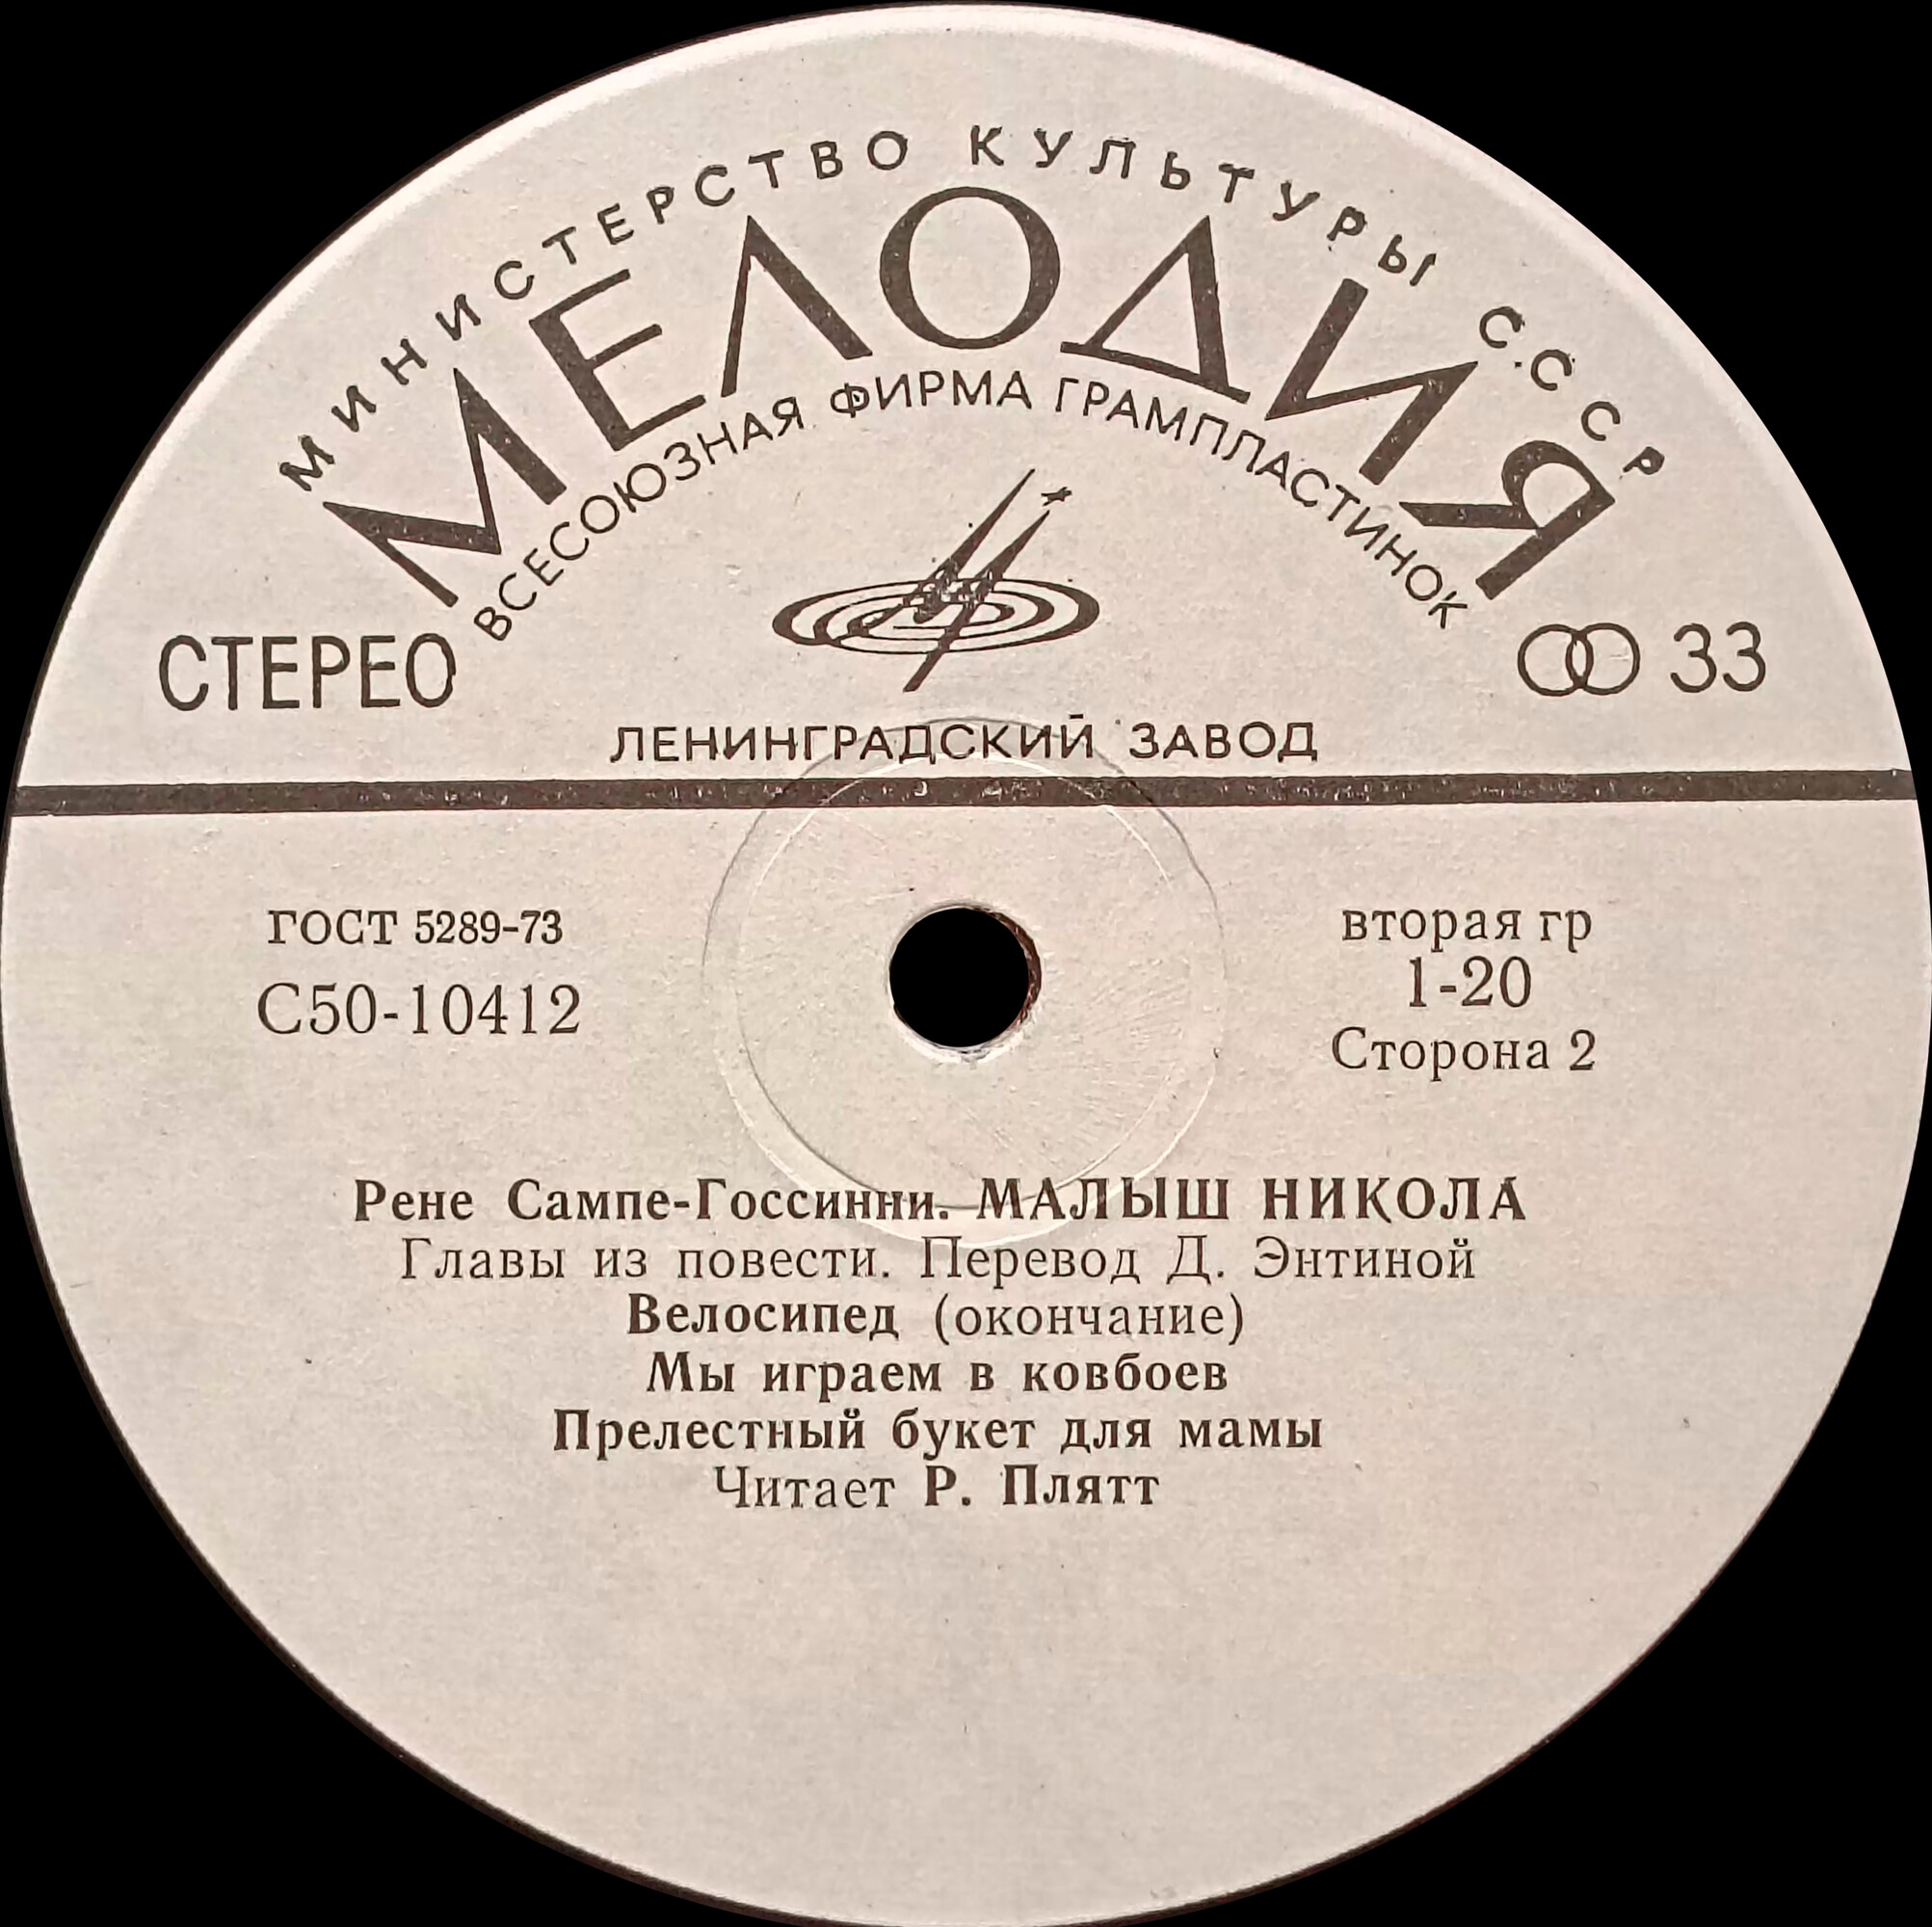 МИНИСТЕРСТВО КУЛЬТУРЫ СССР
МЕЛОДИЯ
ВСЕСОЮЗНАЯ ФИРМА ГРАМПЛАСТИНОК
СТЕРЕО
33
ЛЕНИНГРАДСКИЙ ЗАВОД
ГОСТ 5289-73
С50-10412
вторая гр
1-20
Сторона 2
Рене Сампе-Госсинни. МАЛЫШ НИКОЛА
Главы из повести. Перевод Д. Энтиной
Велосипед (окончание)
Мы играем в ковбоев
Прелестный букет для мамы
Читает Р. Плятт